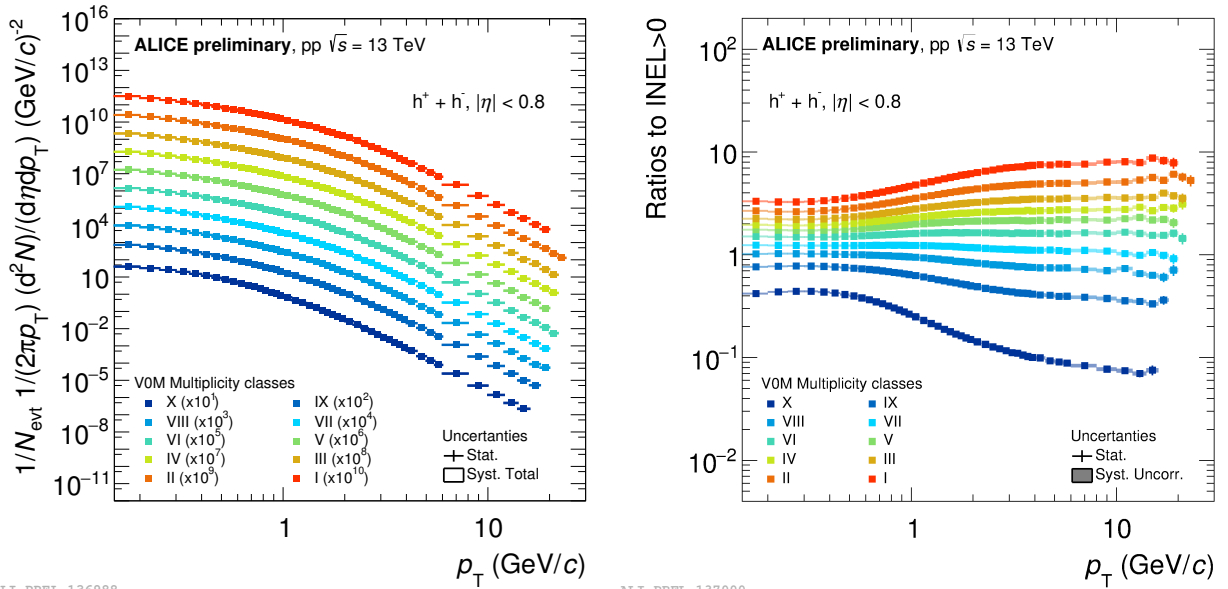 1/N_evt 1/(2πp_T) (d²N)/(dηdp_T) (GeV/c)⁻²
10¹⁶
10¹³
10¹⁰
10⁷
10⁴
10
10⁻²
10⁻⁵
10⁻⁸
10⁻¹¹
ALICE preliminary, pp √s = 13 TeV
h⁺ + h⁻, |η| < 0.8
V0M Multiplicity classes
X (x10¹) IX (x10²)
VIII (x10³) VII (x10⁴)
VI (x10⁵) V (x10⁶)
IV (x10⁷) III (x10⁸)
II (x10⁹) I (x10¹⁰)
Uncertanties
Stat.
Syst. Total
1 10
p_T (GeV/c)
Ratios to INEL>0
10²
10
1
10⁻¹
10⁻²
ALICE preliminary, pp √s = 13 TeV
h⁺ + h⁻, |η| < 0.8
V0M Multiplicity classes
X IX
VIII VII
VI V
IV III
II I
Uncertanties
Stat.
Syst. Uncorr.
1 10
p_T (GeV/c)